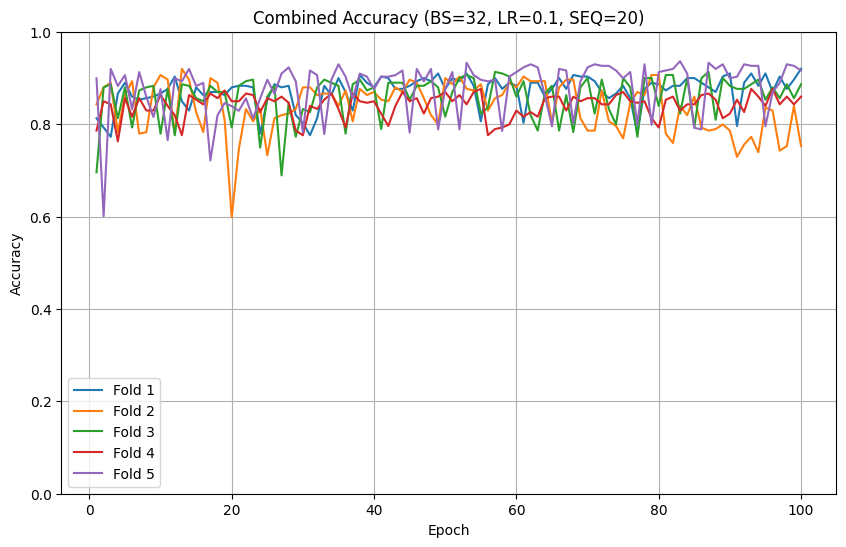 Combined Accuracy (BS=32, LR=0.1, SEQ=20)
1.0
0.8
0.6
0.4
0.2
0.0
Accuracy
Fold 1
Fold 2
Fold 3
Fold 4
Fold 5
0 20 40 60 80 100
Epoch